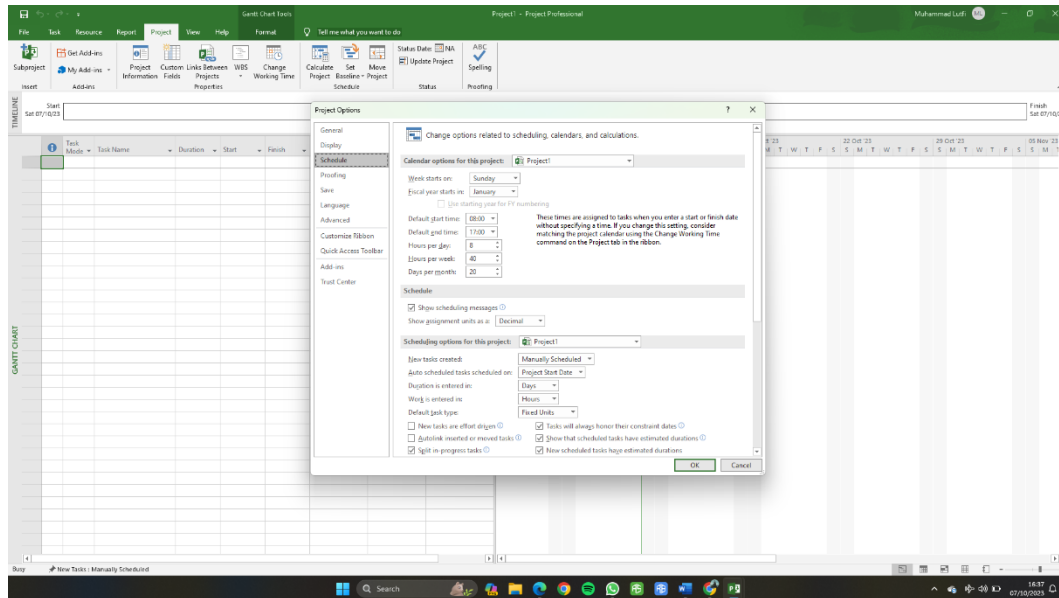 Gantt Chart Tools
Project1 - Project Professional
Muhammad Lutfi ML
File Task Resource Report Project View Help Format Tell me what you want to do
Subproject
Get Add-ins
My Add-ins
Project Information
Custom Fields
Links Between Projects
WBS
Change Working Time
Calculate Project
Set Baseline
Move Project
Status Date: NA
Update Project
ABC
Spelling
Insert Add-ins Properties Schedule Status Proofing
TIMELINE
Start
Sat 07/10/23
Finish
Sat 07/10/
Task Mode Task Name Duration Start Finish
22 Oct '23 29 Oct '23 05 Nov '23
M T W T F S S M T W T F S S M T W T F S S M T
GANTT CHART
Project Options ?
General
Display
Schedule
Proofing
Save
Language
Advanced
Customize Ribbon
Quick Access Toolbar
Add-ins
Trust Center
Change options related to scheduling, calendars, and calculations.
Calendar options for this project: Project1
Week starts on: Sunday
Fiscal year starts in: January
Use starting year for FY numbering
Default start time: 08:00
Default end time: 17:00
Hours per day: 8
Hours per week: 40
Days per month: 20
These times are assigned to tasks when you enter a start or finish date
without specifying a time. If you change this setting, consider
matching the project calendar using the Change Working Time
command on the Project tab in the ribbon.
Schedule
Show scheduling messages
Show assignment units as a: Decimal
Scheduling options for this project: Project1
New tasks created: Manually Scheduled
Auto scheduled tasks scheduled on: Project Start Date
Duration is entered in: Days
Work is entered in: Hours
Default task type: Fixed Units
New tasks are effort driven
Tasks will always honor their constraint dates
Autolink inserted or moved tasks
Show that scheduled tasks have estimated durations
Split in-progress tasks
New scheduled tasks have estimated durations
OK Cancel
Busy New Tasks : Manually Scheduled
Search
16:37
07/10/2023